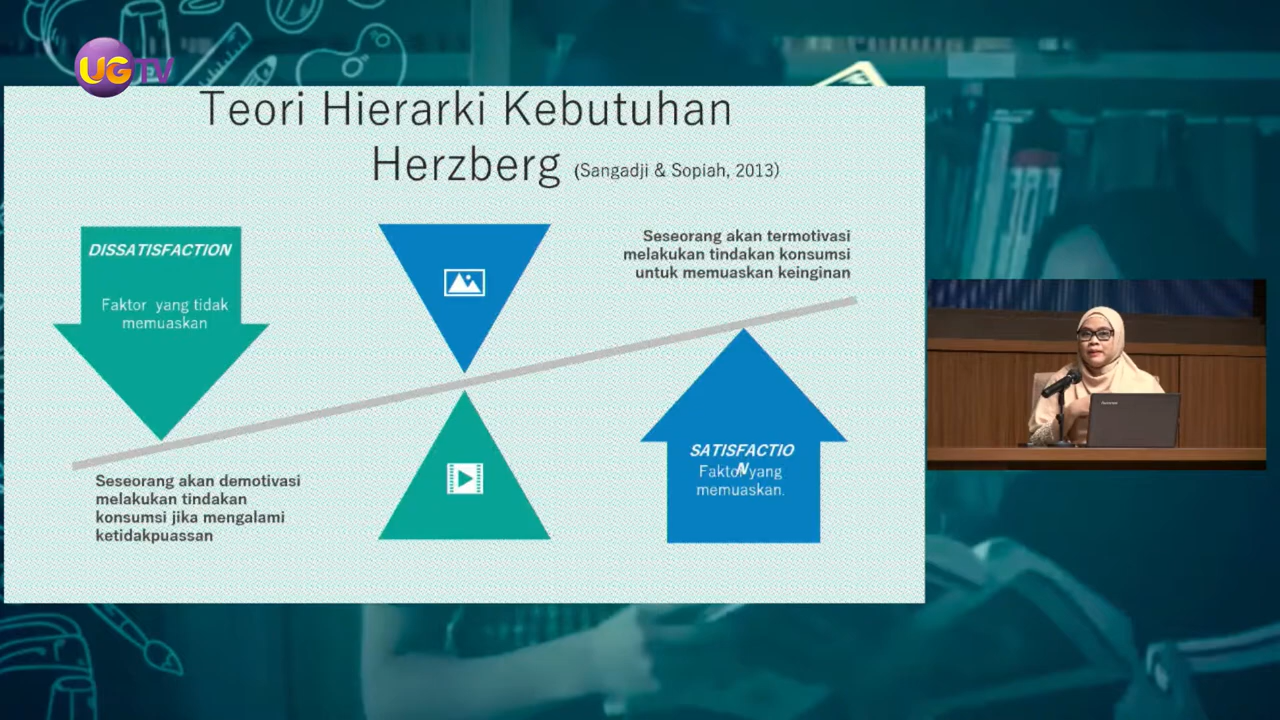 UGTV
Teori Hierarki Kebutuhan
Herzberg (Sangadji & Sopiah, 2013)
DISSATISFACTION
Faktor yang tidak
memuaskan
Seseorang akan termotivasi
melakukan tindakan konsumsi
untuk memuaskan keinginan
Seseorang akan demotivasi
melakukan tindakan
konsumsi jika mengalami
ketidakpuassan
SATISFACTIO
N
Faktor yang
memuaskan.